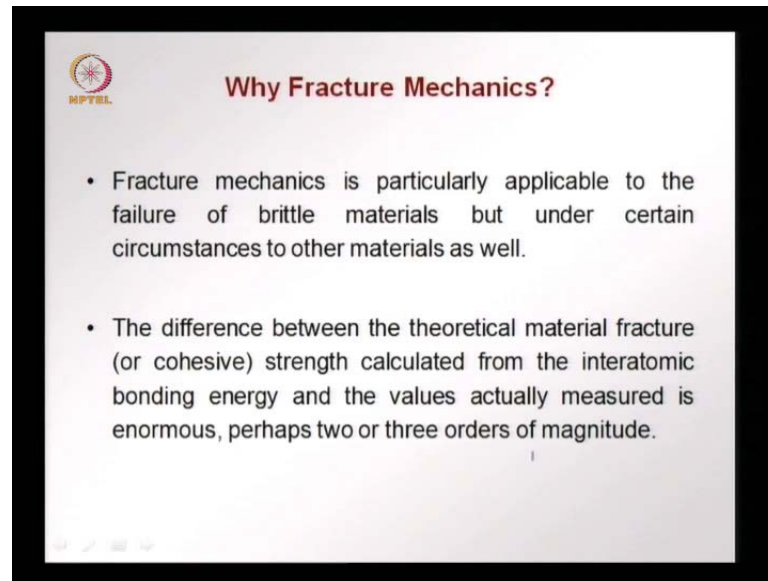 NPTEL
Why Fracture Mechanics?
• Fracture mechanics is particularly applicable to the
failure of brittle materials but under certain
circumstances to other materials as well.
• The difference between the theoretical material fracture
(or cohesive) strength calculated from the interatomic
bonding energy and the values actually measured is
enormous, perhaps two or three orders of magnitude.